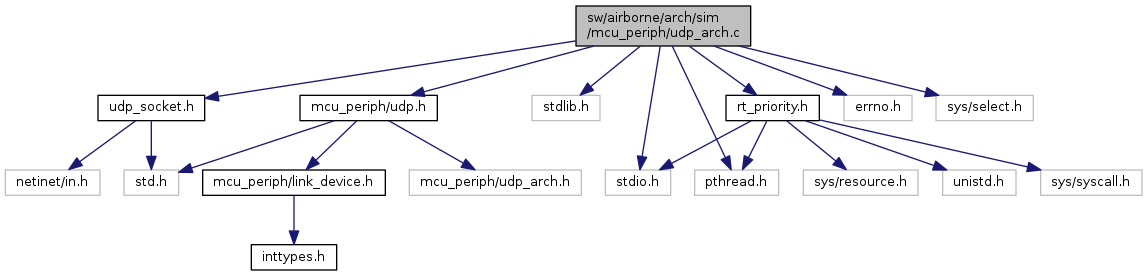 sw/airborne/arch/sim
/mcu_periph/udp_arch.c
udp_socket.h
mcu_periph/udp.h
stdlib.h
rt_priority.h
errno.h
sys/select.h
netinet/in.h
std.h
mcu_periph/link_device.h
mcu_periph/udp_arch.h
stdio.h
pthread.h
sys/resource.h
unistd.h
sys/syscall.h
inttypes.h